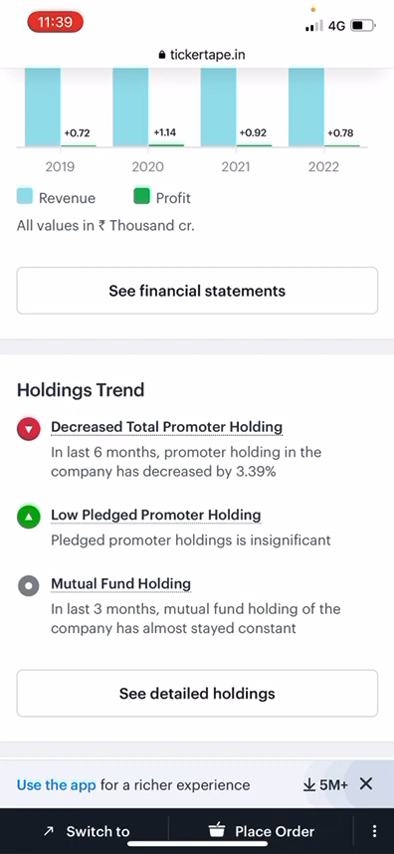 11:39
4G
tickertape.in
+0.72
+1.14
+0.92
+0.78
2019
2020
2021
2022
Revenue
Profit
All values in ₹ Thousand cr.
See financial statements
Holdings Trend
Decreased Total Promoter Holding
In last 6 months, promoter holding in the
company has decreased by 3.39%
Low Pledged Promoter Holding
Pledged promoter holdings is insignificant
Mutual Fund Holding
In last 3 months, mutual fund holding of the
company has almost stayed constant
See detailed holdings
Use the app for a richer experience
5M+
Switch to
Place Order